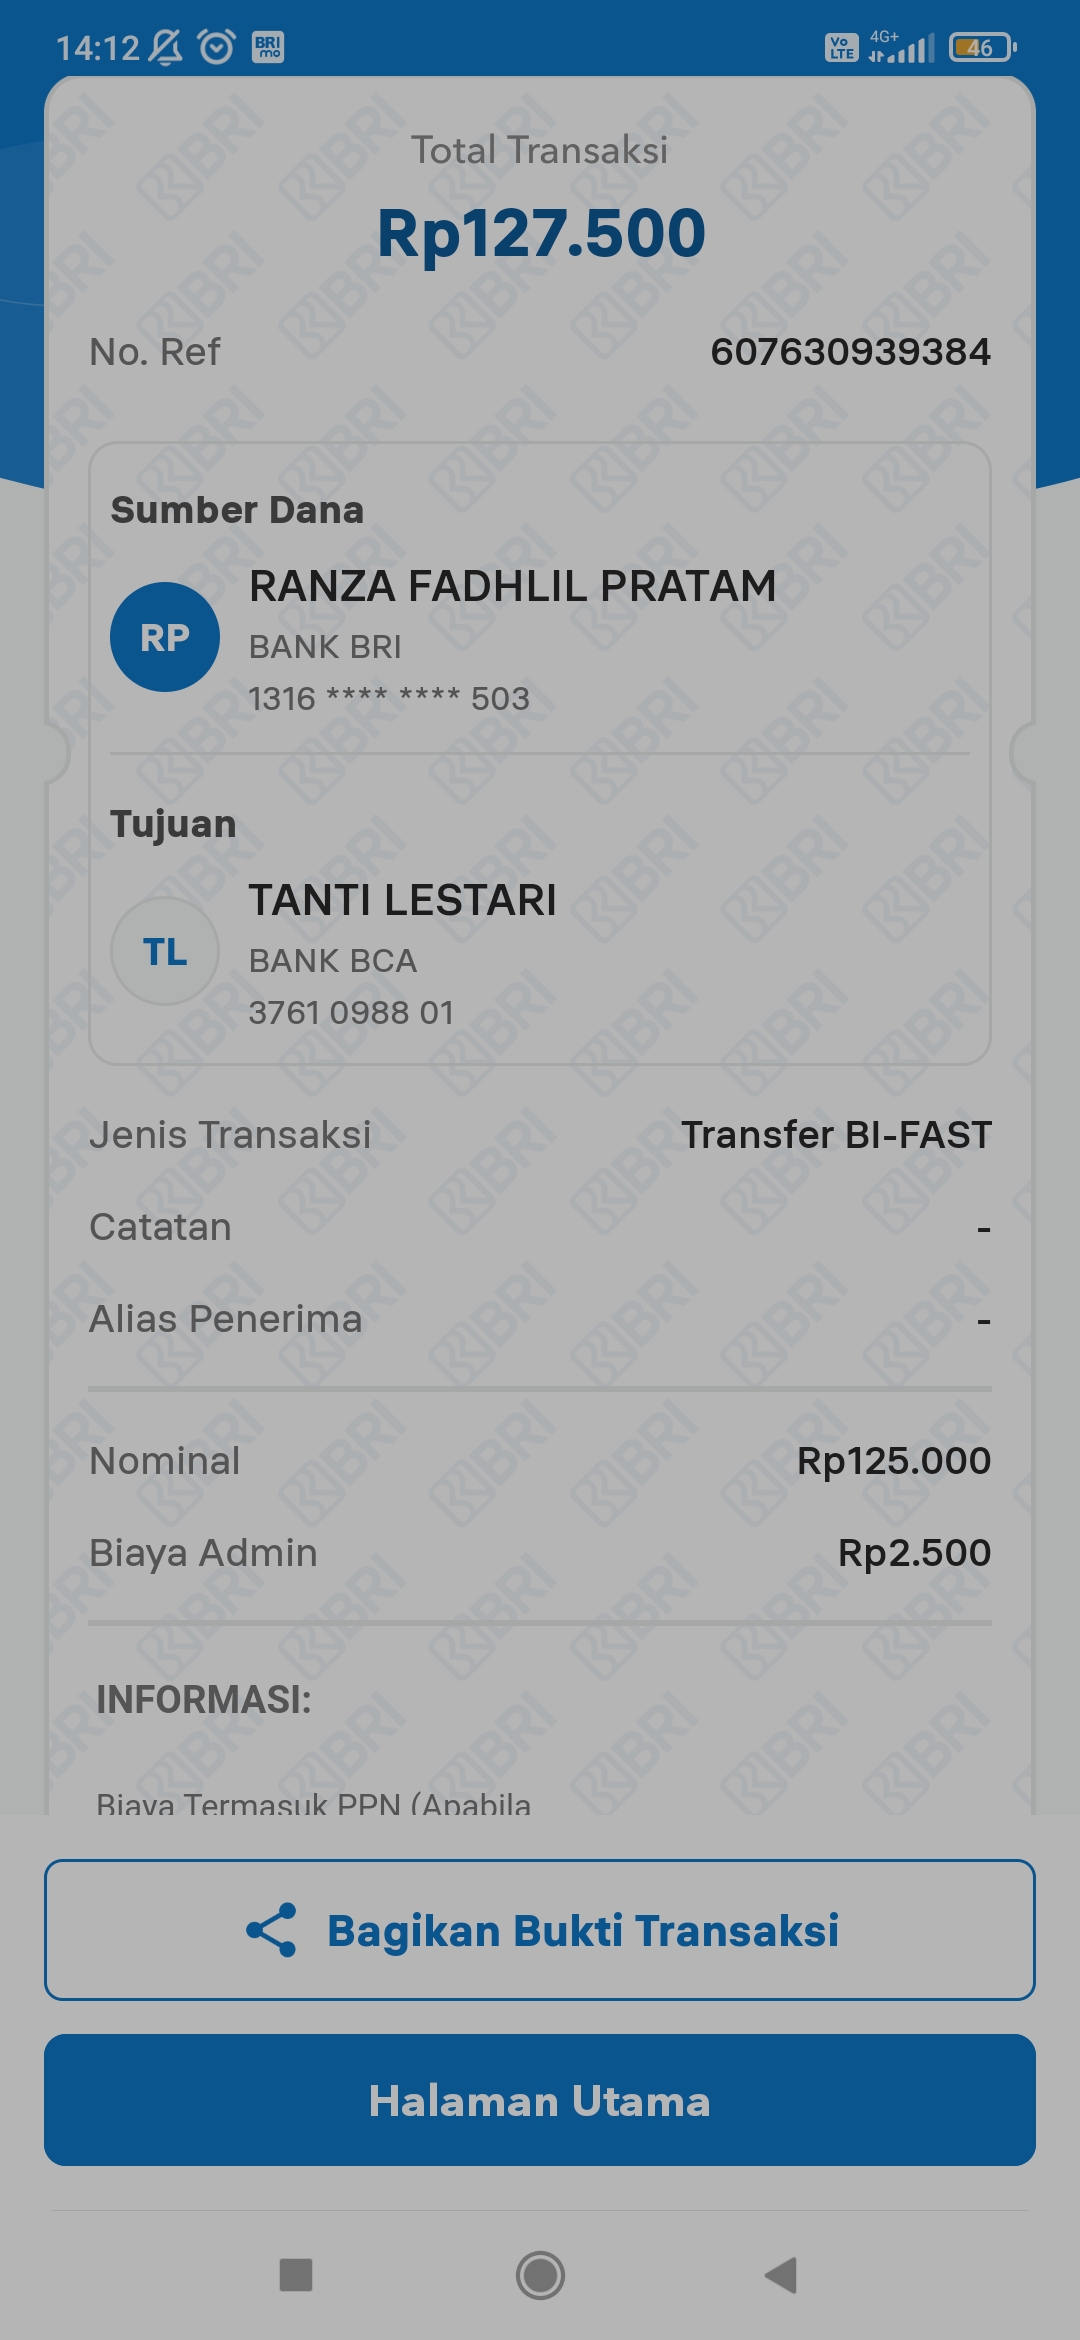 14:12 BRI mo Vo LTE 4G+ 46
Total Transaksi
Rp127.500
No. Ref 607630939384
Sumber Dana
RP
RANZA FADHLIL PRATAM
BANK BRI
1316 **** **** 503
Tujuan
TL
TANTI LESTARI
BANK BCA
3761 0988 01
Jenis Transaksi Transfer BI-FAST
Catatan -
Alias Penerima -
Nominal Rp125.000
Biaya Admin Rp2.500
INFORMASI:
Biaya Termasuk PPN (Apabila
Bagikan Bukti Transaksi
Halaman Utama